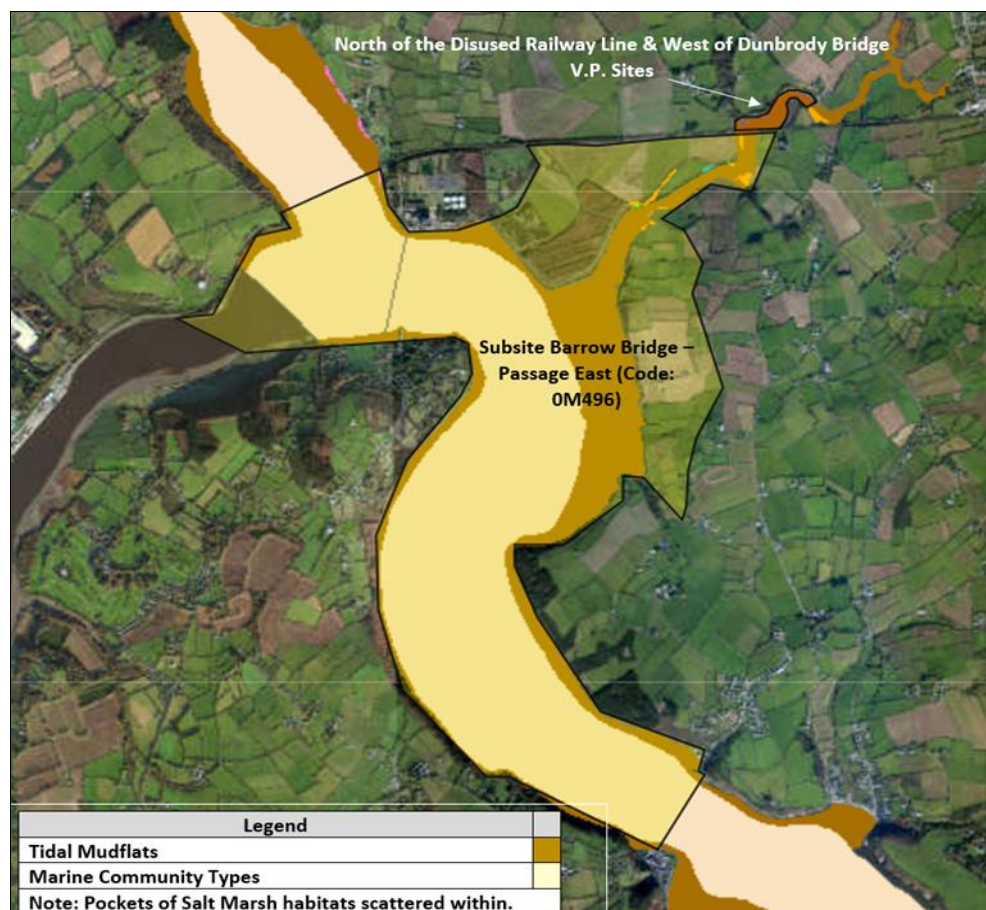 North of the Disused Railway Line & West of Dunbrody Bridge
V.P. Sites
Subsite Barrow Bridge –
Passage East (Code:
0M496)
Legend
Tidal Mudflats
Marine Community Types
Note: Pockets of Salt Marsh habitats scattered within.